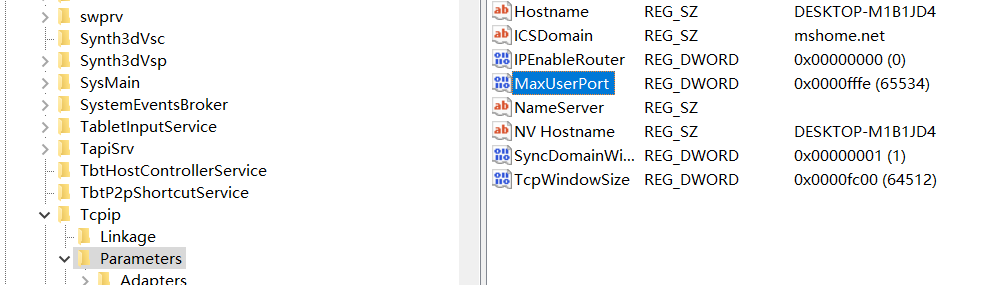 swprv
Synth3dVsc
Synth3dVsp
SysMain
SystemEventsBroker
TabletInputService
TapiSrv
TbtHostControllerService
TbtP2pShortcutService
Tcpip
Linkage
Parameters
Adapters
Hostname REG_SZ DESKTOP-M1B1JD4
ICSDomain REG_SZ mshome.net
IPEnableRouter REG_DWORD 0x00000000 (0)
MaxUserPort REG_DWORD 0x0000fffe (65534)
NameServer REG_SZ
NV Hostname REG_SZ DESKTOP-M1B1JD4
SyncDomainWi... REG_DWORD 0x00000001 (1)
TcpWindowSize REG_DWORD 0x0000fc00 (64512)